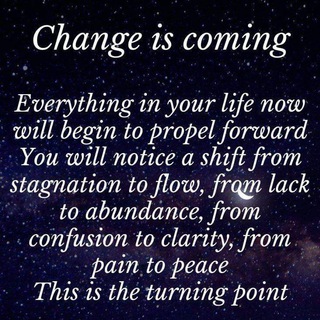 Change is coming
Everything in your life now
will begin to propel forward
You will notice a shift from
stagnation to flow, from lack
to abundance, from
confusion to clarity, from
pain to peace
This is the turning point